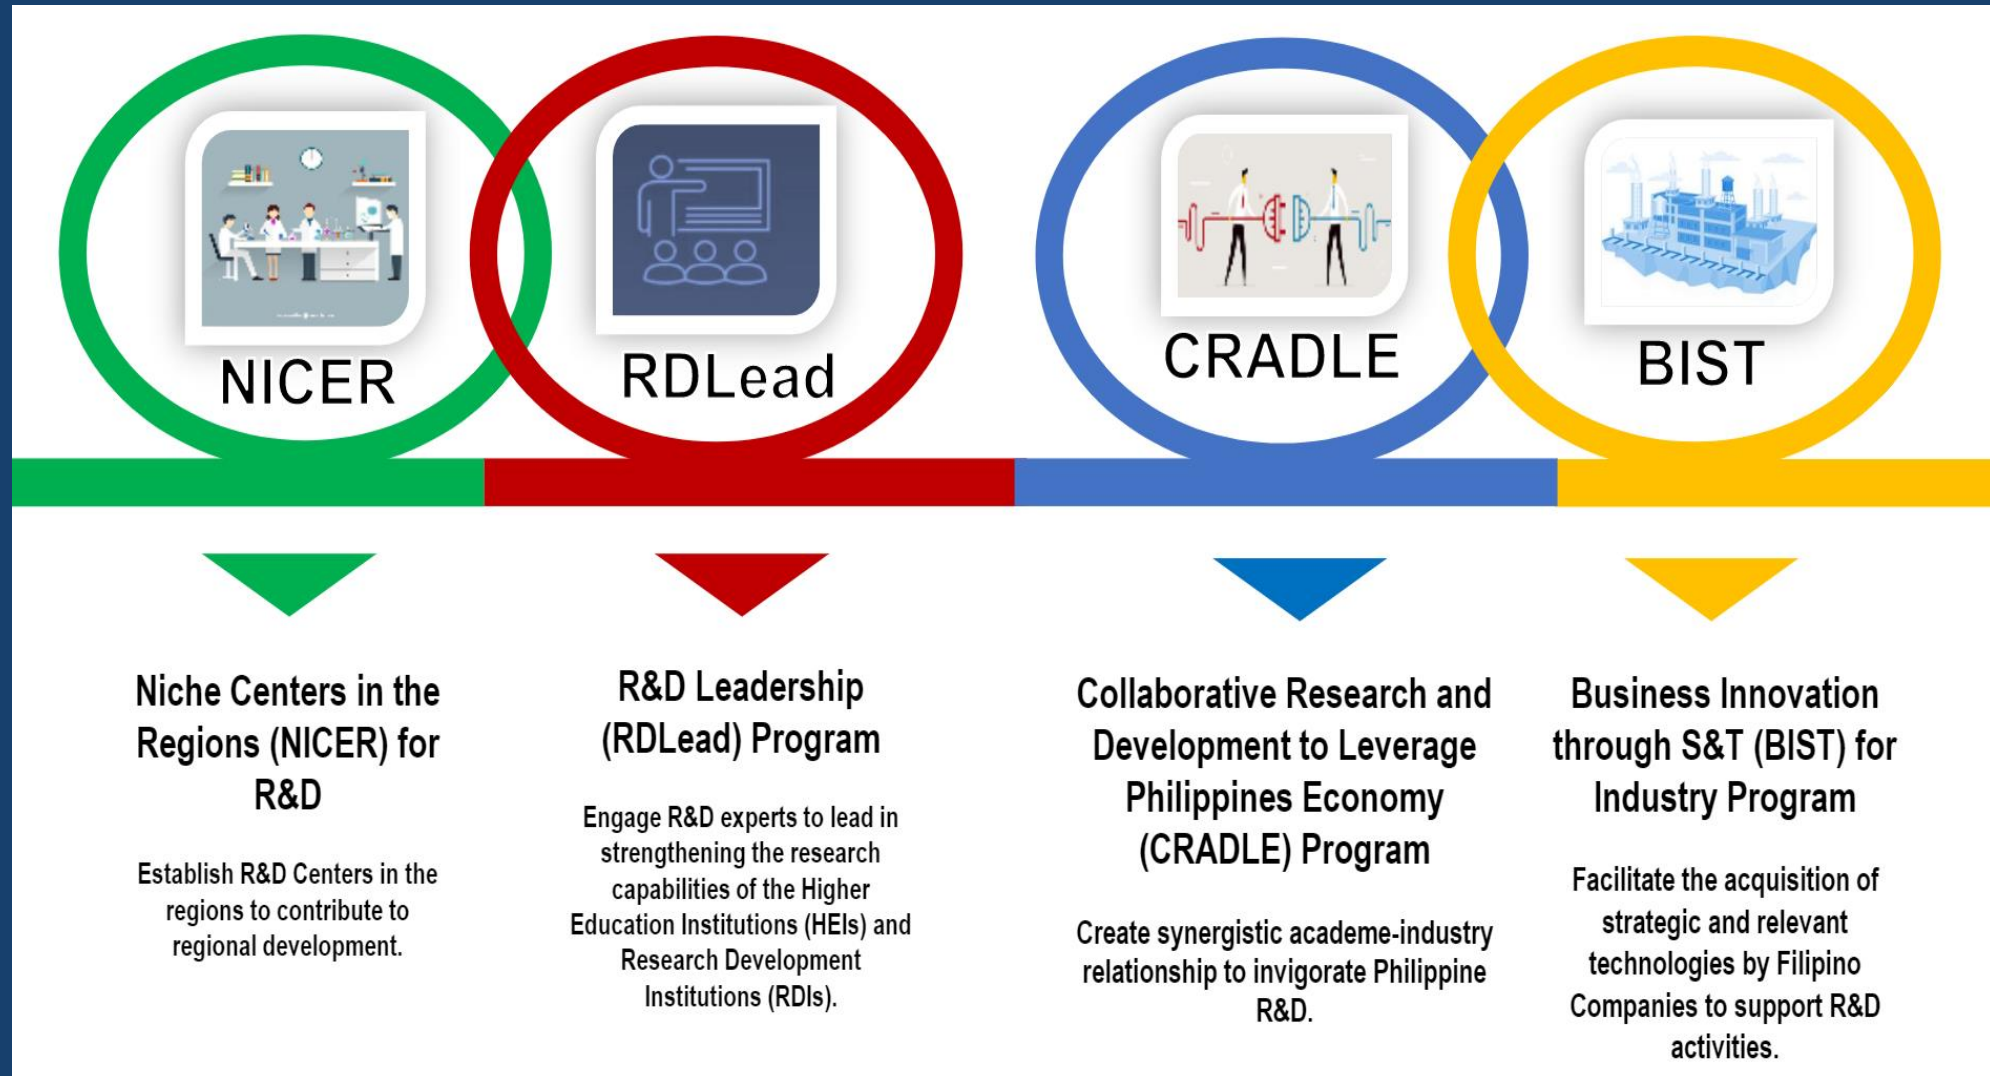 NICER
RDLead
CRADLE
BIST
Niche Centers in the
Regions (NICER) for
R&D
Establish R&D Centers in the
regions to contribute to
regional development.
R&D Leadership
(RDLead) Program
Engage R&D experts to lead in
strengthening the research
capabilities of the Higher
Education Institutions (HEIs) and
Research Development
Institutions (RDIs).
Collaborative Research and
Development to Leverage
Philippines Economy
(CRADLE) Program
Create synergistic academe-industry
relationship to invigorate Philippine
R&D.
Business Innovation
through S&T (BIST) for
Industry Program
Facilitate the acquisition of
strategic and relevant
technologies by Filipino
Companies to support R&D
activities.